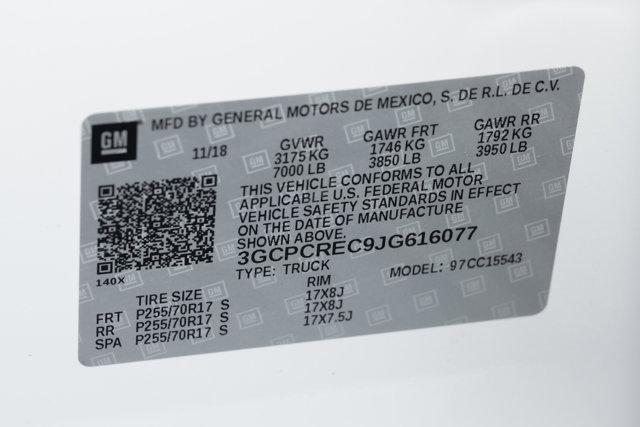 GM MFD BY GENERAL MOTORS DE MEXICO, S. DE R.L. DE C.V.
11/18 GVWR GAWR FRT GAWR RR
3175 KG 1746 KG 1792 KG
7000 LB 3850 LB 3950 LB
THIS VEHICLE CONFORMS TO ALL
APPLICABLE U.S. FEDERAL MOTOR
VEHICLE SAFETY STANDARDS IN EFFECT
ON THE DATE OF MANUFACTURE
SHOWN ABOVE.
3GCPCREC9JG616077
140X TYPE: TRUCK MODEL: 97CC15543
TIRE SIZE RIM
FRT P255/70R17 S 17X8J
RR P255/70R17 S 17X8J
SPA P255/70R17 S 17X7.5J